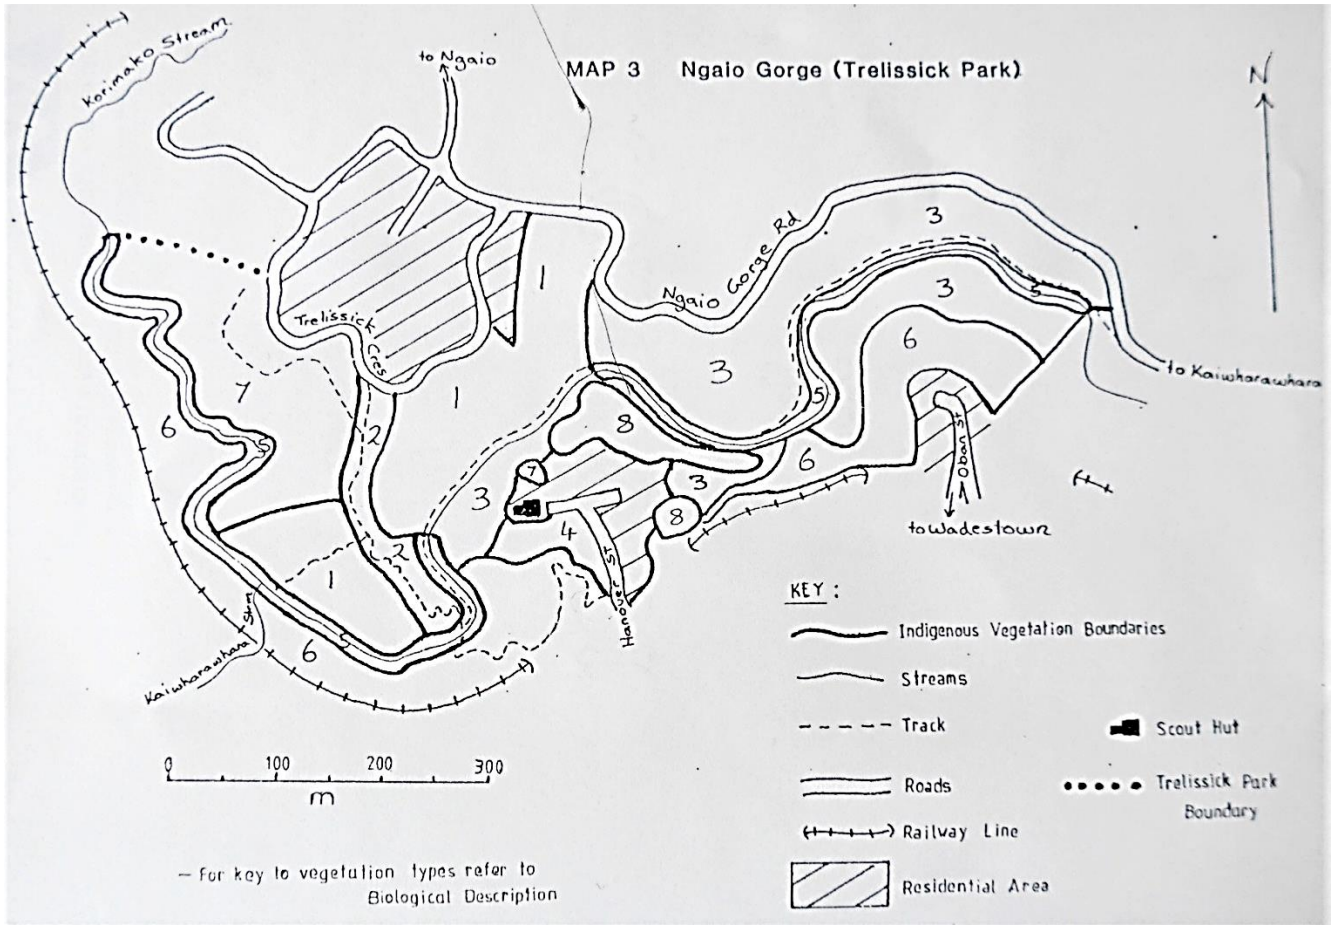 MAP 3 Ngaio Gorge (Trelissick Park)
N
Korimako Stream.
to Ngaio
Ngaio Gorge Rd
3
1
5
3
7
Trelissick
Cres
6
to Kaiwharawhara
3
1
5
6
2
8
5
6
7
3
3
8
4
Oban St
to Wadestown
2
1
Hanover ST
5
6
Kaiwharawhara Strm
KEY :
Indigenous Vegetation Boundaries
Streams
Track
Scout Hut
Roads
Trelissick Park
Boundary
Railway Line
Residential Area
0 100 200 300
m
— For key to vegetation types refer to
Biological Description